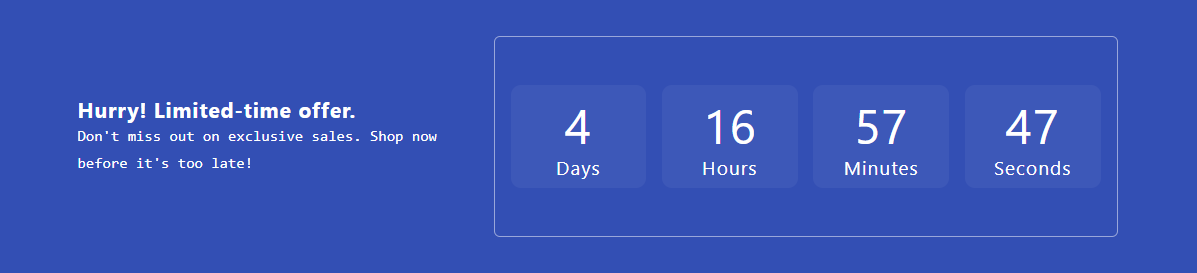 Hurry! Limited-time offer.
Don't miss out on exclusive sales. Shop now
before it's too late!
4 16 57 47
Days Hours Minutes Seconds